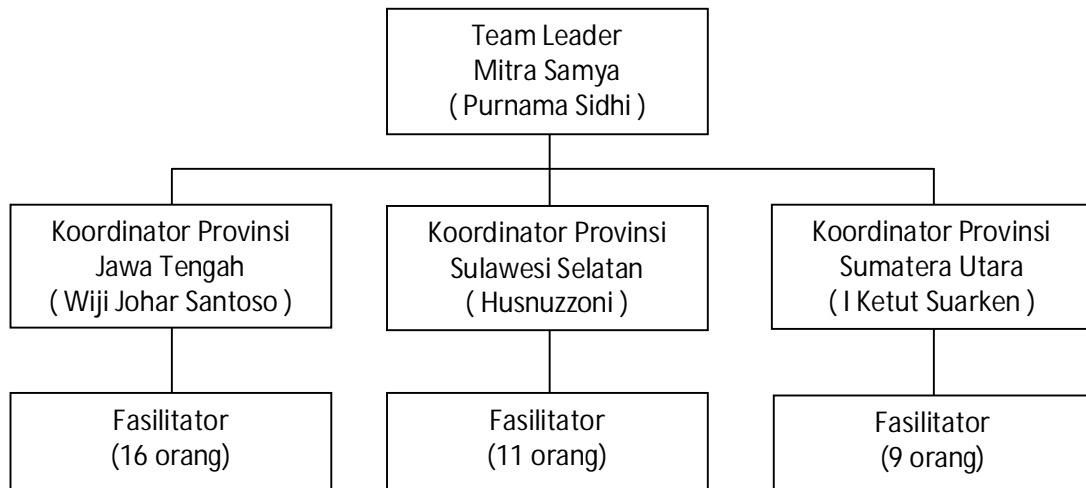 Team Leader
Mitra Samya
( Purnama Sidhi )
Koordinator Provinsi
Jawa Tengah
( Wiji Johar Santoso )
Koordinator Provinsi
Sulawesi Selatan
( Husnuzzoni )
Koordinator Provinsi
Sumatera Utara
( I Ketut Suarken )
Fasilitator
(16 orang)
Fasilitator
(11 orang)
Fasilitator
(9 orang)